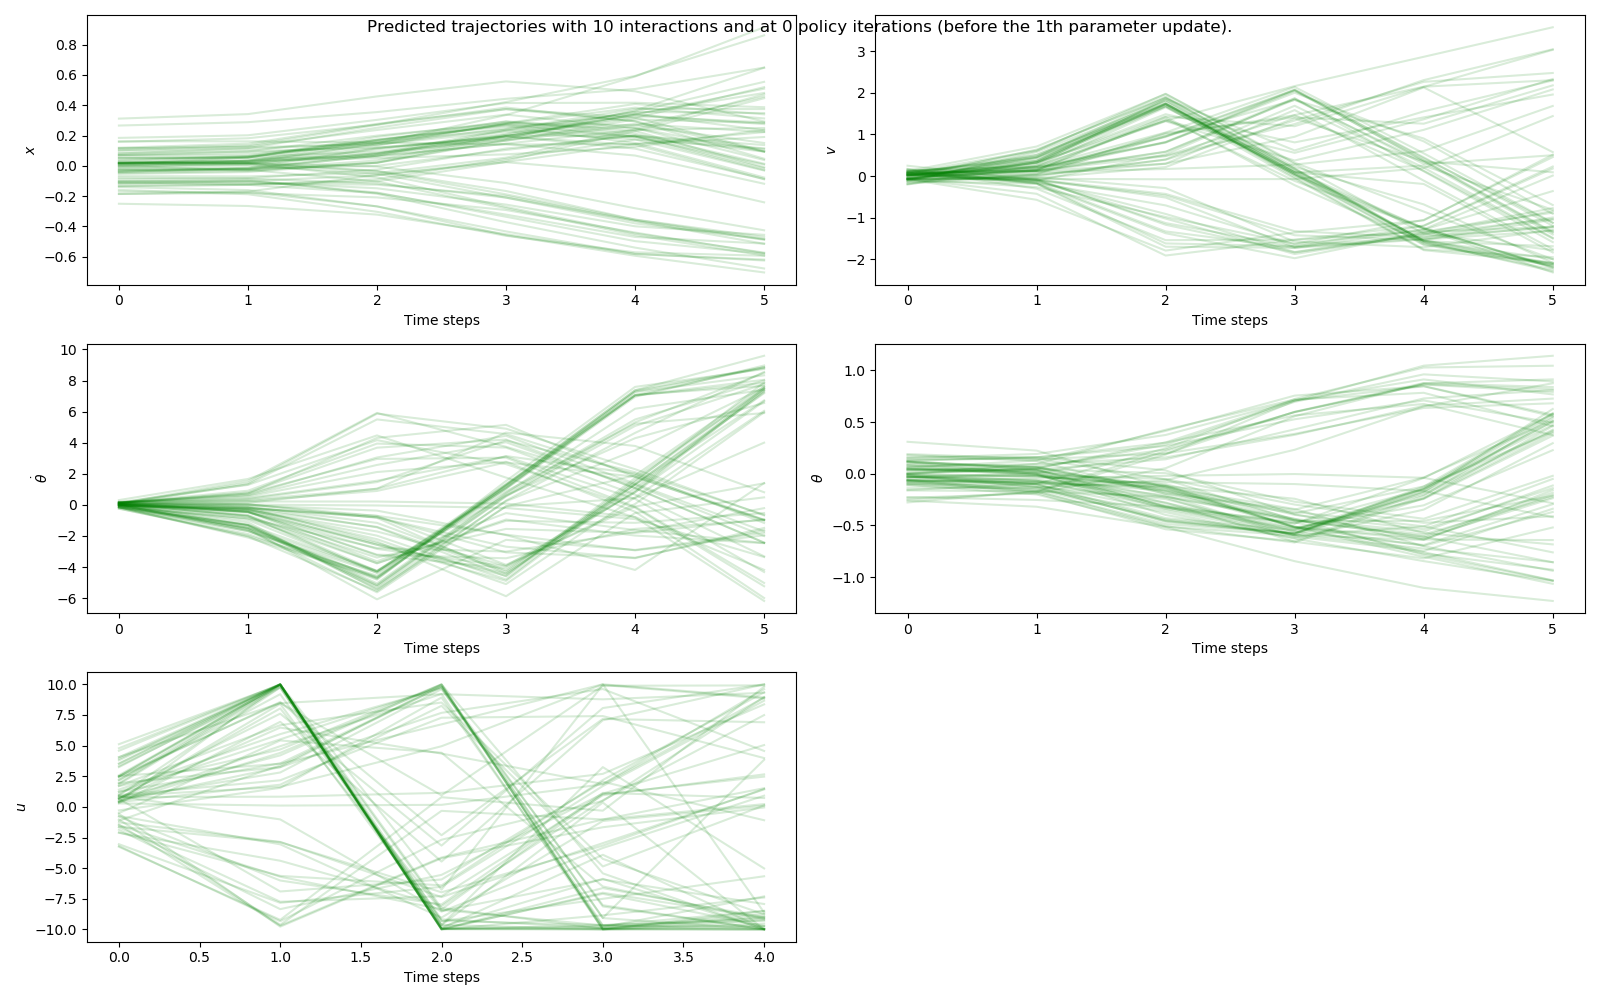 Predicted trajectories with 10 interactions and at 0 policy iterations (before the 1th parameter update).
0.8
0.6
0.4
0.2
0.0
−0.2
−0.4
−0.6
x
0 1 2 3 4 5
Time steps
3
2
1
0
−1
−2
v
0 1 2 3 4 5
Time steps
10
8
6
4
2
0
−2
−4
−6
θ̇
0 1 2 3 4 5
Time steps
1.0
0.5
0.0
−0.5
−1.0
θ
0 1 2 3 4 5
Time steps
10.0
7.5
5.0
2.5
0.0
−2.5
−5.0
−7.5
−10.0
u
0.0 0.5 1.0 1.5 2.0 2.5 3.0 3.5 4.0
Time steps